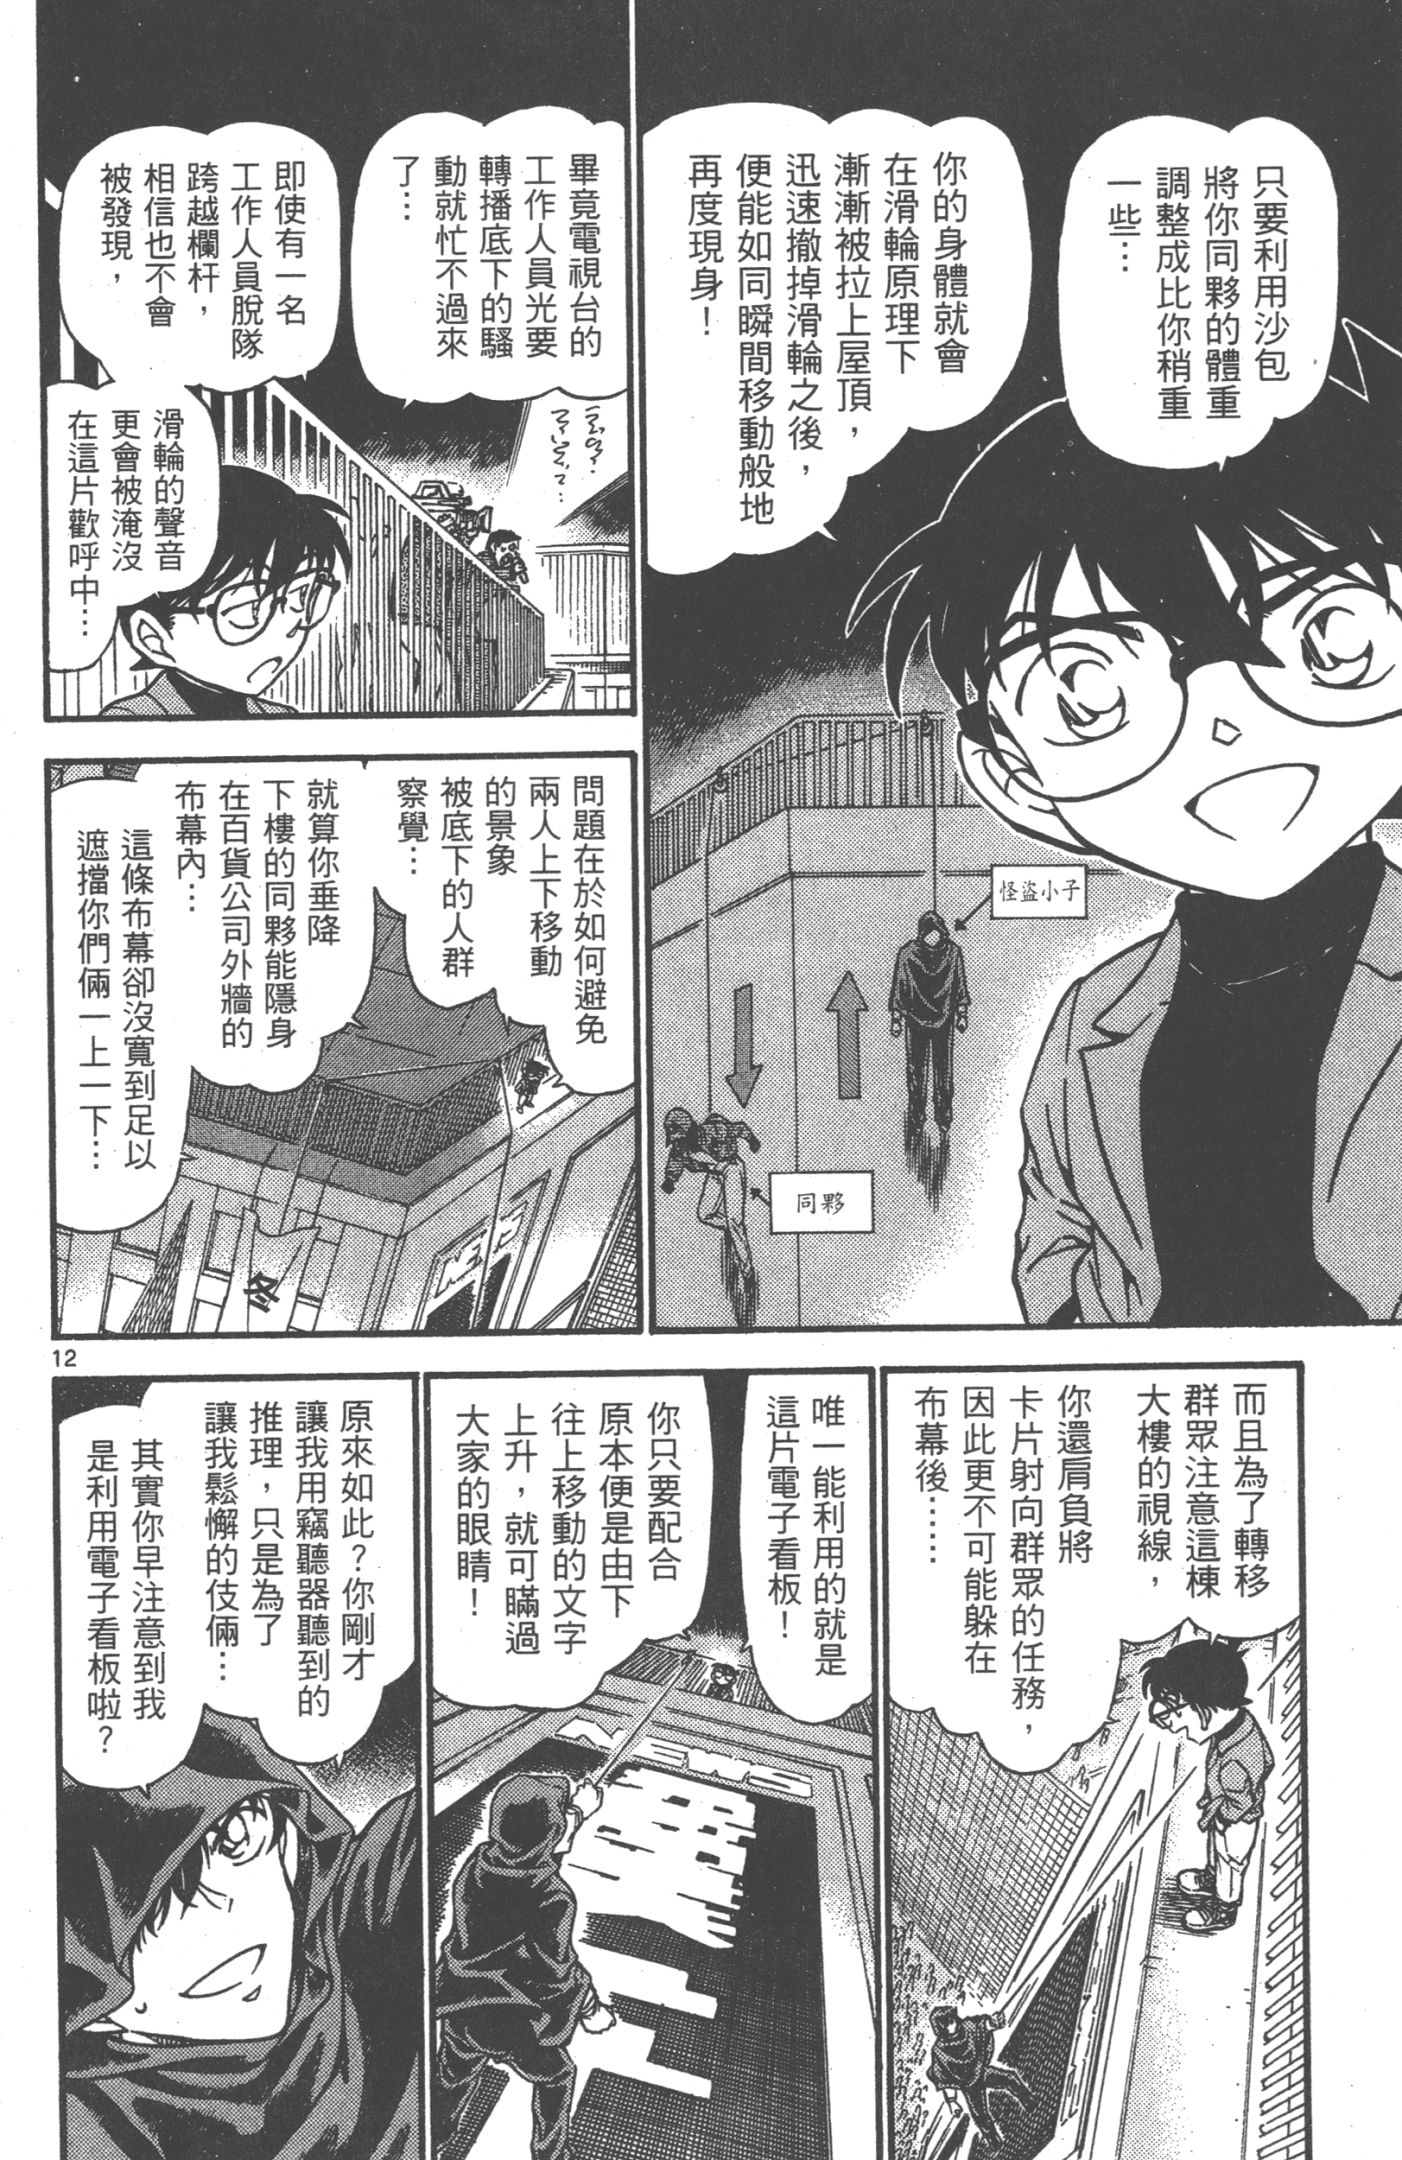 只要利用沙包
將你同夥的體重
調整成比你稍重
一些…
你的身體就會
在滑輪原理下
漸漸被拉上屋頂，
迅速撤掉滑輪之後，
便能如同瞬間移動般地
再度現身！
怪盜小子
同夥
畢竟電視台的
工作人員光要
轉播底下的騷
動就忙不過來
了…
即使有一名
工作人員脫隊
跨越欄杆，
相信也不會
被發現，
滑輪的聲音
更會被淹沒
在這片歡呼中…
問題在於如何避免
兩人上下移動
的景象
被底下的人群
察覺…
就算你垂降
下樓的同夥能隱身
在百貨公司外牆的
布幕內…
這條布幕卻沒寬到足以
遮擋你們倆一上一下…
冬
NEWS
12
而且為了轉移
群眾注意這棟
大樓的視線，
你還肩負將
卡片射向群眾的任務，
因此更不可能躲在
布幕後……
唯一能利用的就是
這片電子看板！
你只要配合
原本便是由下
往上移動的文字
上升，就可瞞過
大家的眼睛！
NEWS
原來如此？你剛才
讓我用竊聽器聽到的
推理，只是為了
讓我鬆懈的伎倆…
其實你早注意到我
是利用電子看板啦？